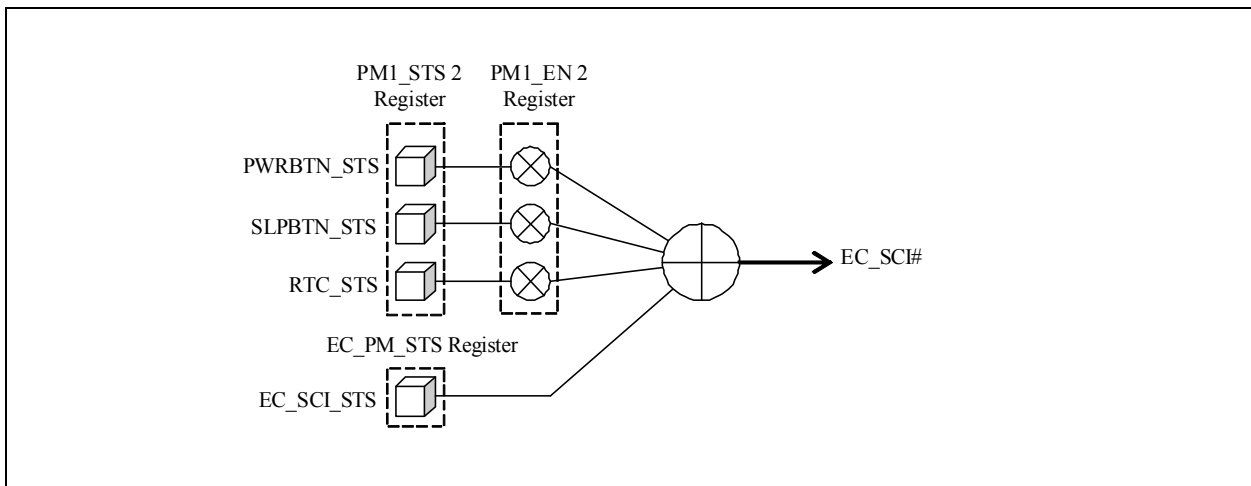 PM1_STS 2
Register
PM1_EN 2
Register
PWRBTN_STS
SLPBTN_STS
RTC_STS
EC_SCI#
EC_PM_STS Register
EC_SCI_STS